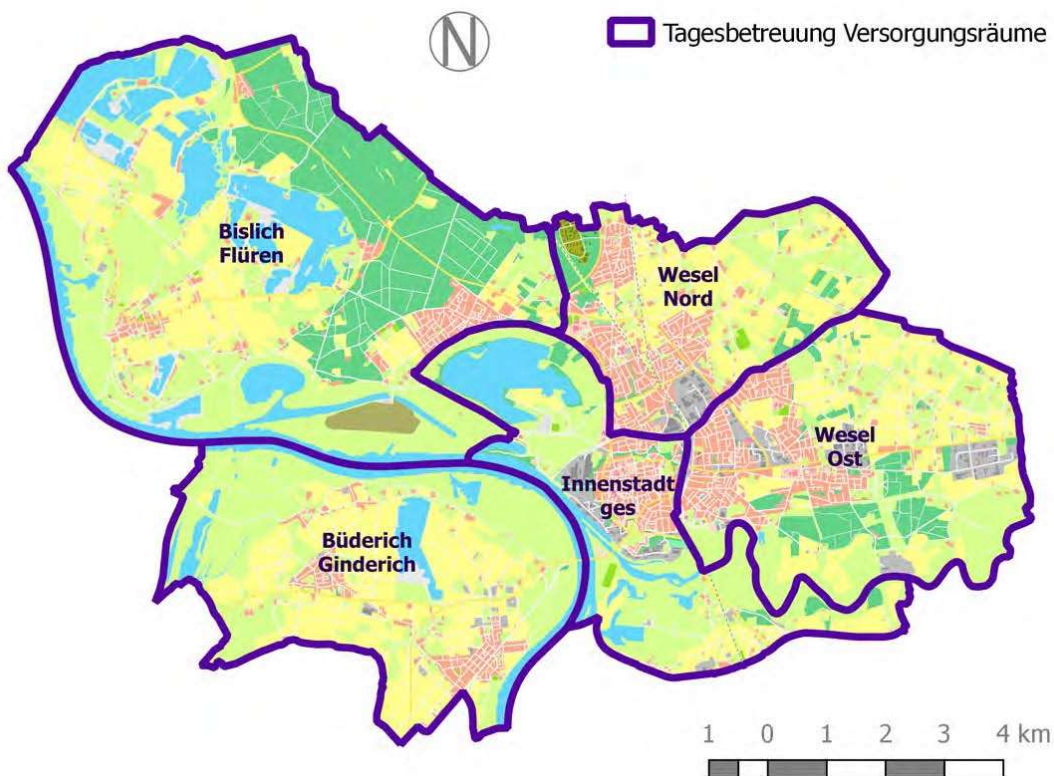 N
Tagesbetreuung Versorgungsräume
Bislich
Flüren
Wesel
Nord
Wesel
Ost
Innenstadt
ges
Büderich
Ginderich
1 0 1 2 3 4 km